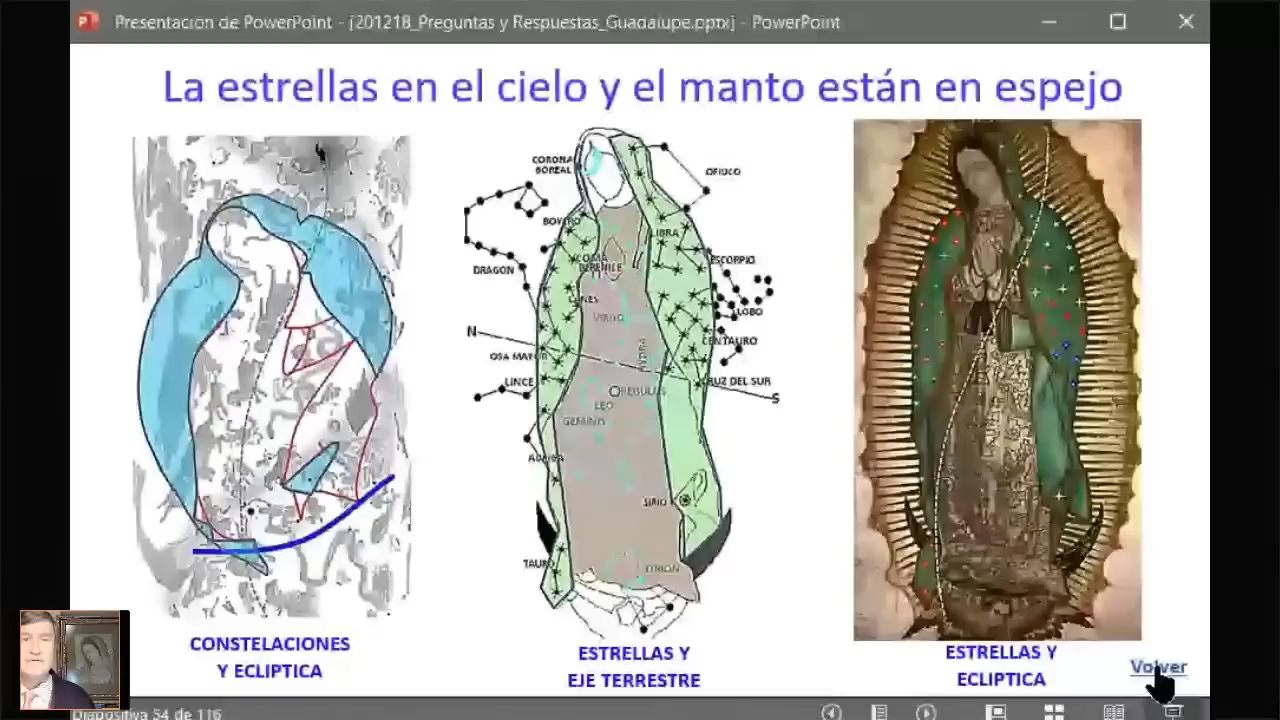 Presentación de PowerPoint - [201218_Preguntas y Respuestas_Guadalupe.pptx] - PowerPoint
La estrellas en el cielo y el manto están en espejo
CORONA
BOREAL
OFIUCO
BOYERO
LIBRA
COMA
BERENICE
ESCORPIO
DRAGON
CANES
LOBO
VIRGO
N
CENTAURO
HYDRA
OSA MAYOR
LINCE
CRUZ DEL SUR
REGULUS
S
LEO
GEMINIS
AURIGA
SIRIO
TAURO
ORION
CONSTELACIONES
Y ECLIPTICA
ESTRELLAS Y
EJE TERRESTRE
ESTRELLAS Y
ECLIPTICA
Volver
Diapositiva 54 de 116